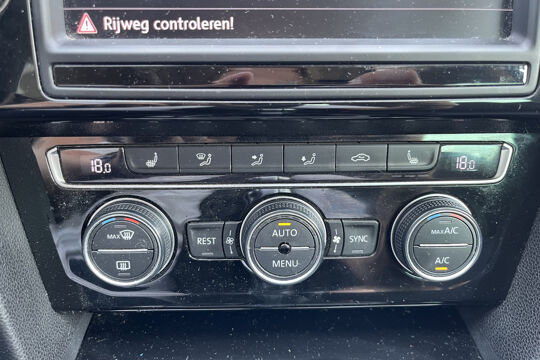 Rijweg controleren!
18.0 18.0
MAX REST AUTO MENU SYNC MAX A/C A/C